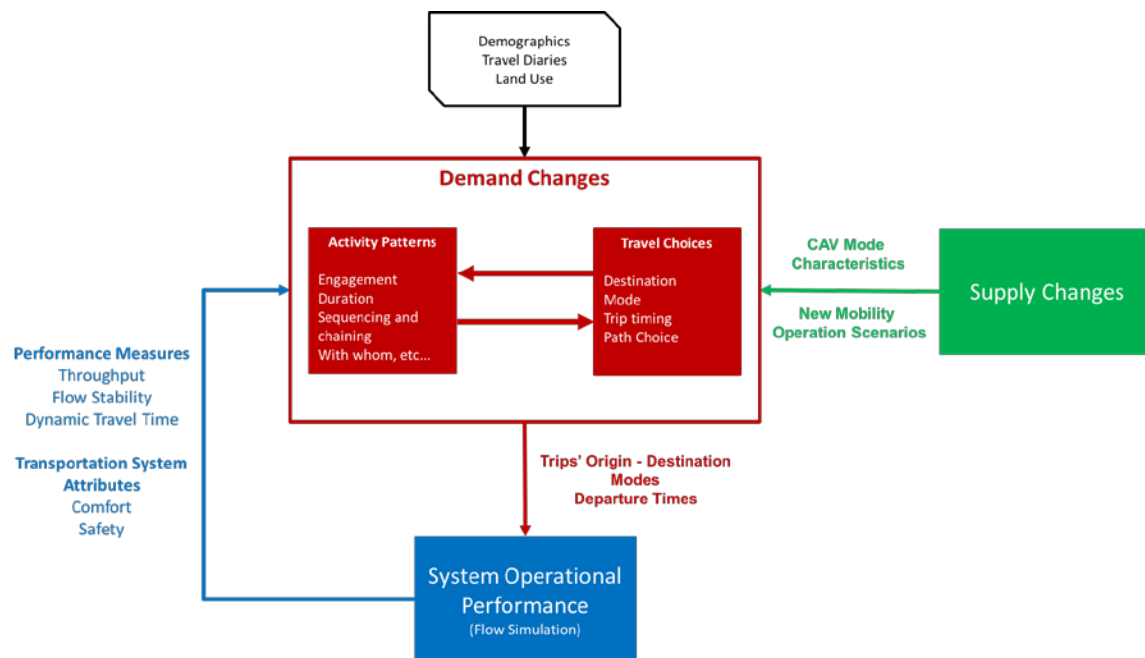 Demographics
Travel Diaries
Land Use
Demand Changes
Activity Patterns
Engagement
Duration
Sequencing and
chaining
With whom, etc...
Travel Choices
Destination
Mode
Trip timing
Path Choice
CAV Mode
Characteristics
New Mobility
Operation Scenarios
Supply Changes
Performance Measures
Throughput
Flow Stability
Dynamic Travel Time
Transportation System
Attributes
Comfort
Safety
Trips' Origin - Destination
Modes
Departure Times
System Operational
Performance
(Flow Simulation)